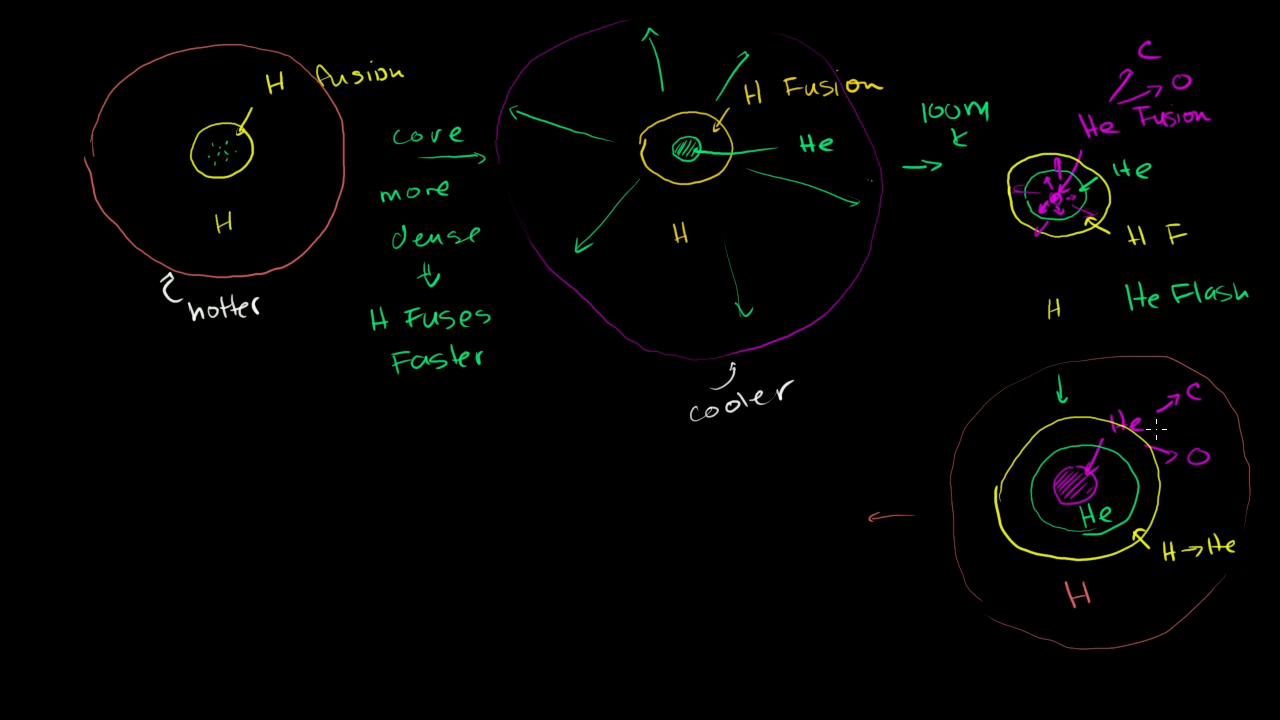 H fusion
H
hotter
core
more
dense
H Fuses
Faster
H Fusion
He
H
cooler
100M
K
C
O
He Fusion
He
H F
He Flash
H
He
C
O
He
H → He
H